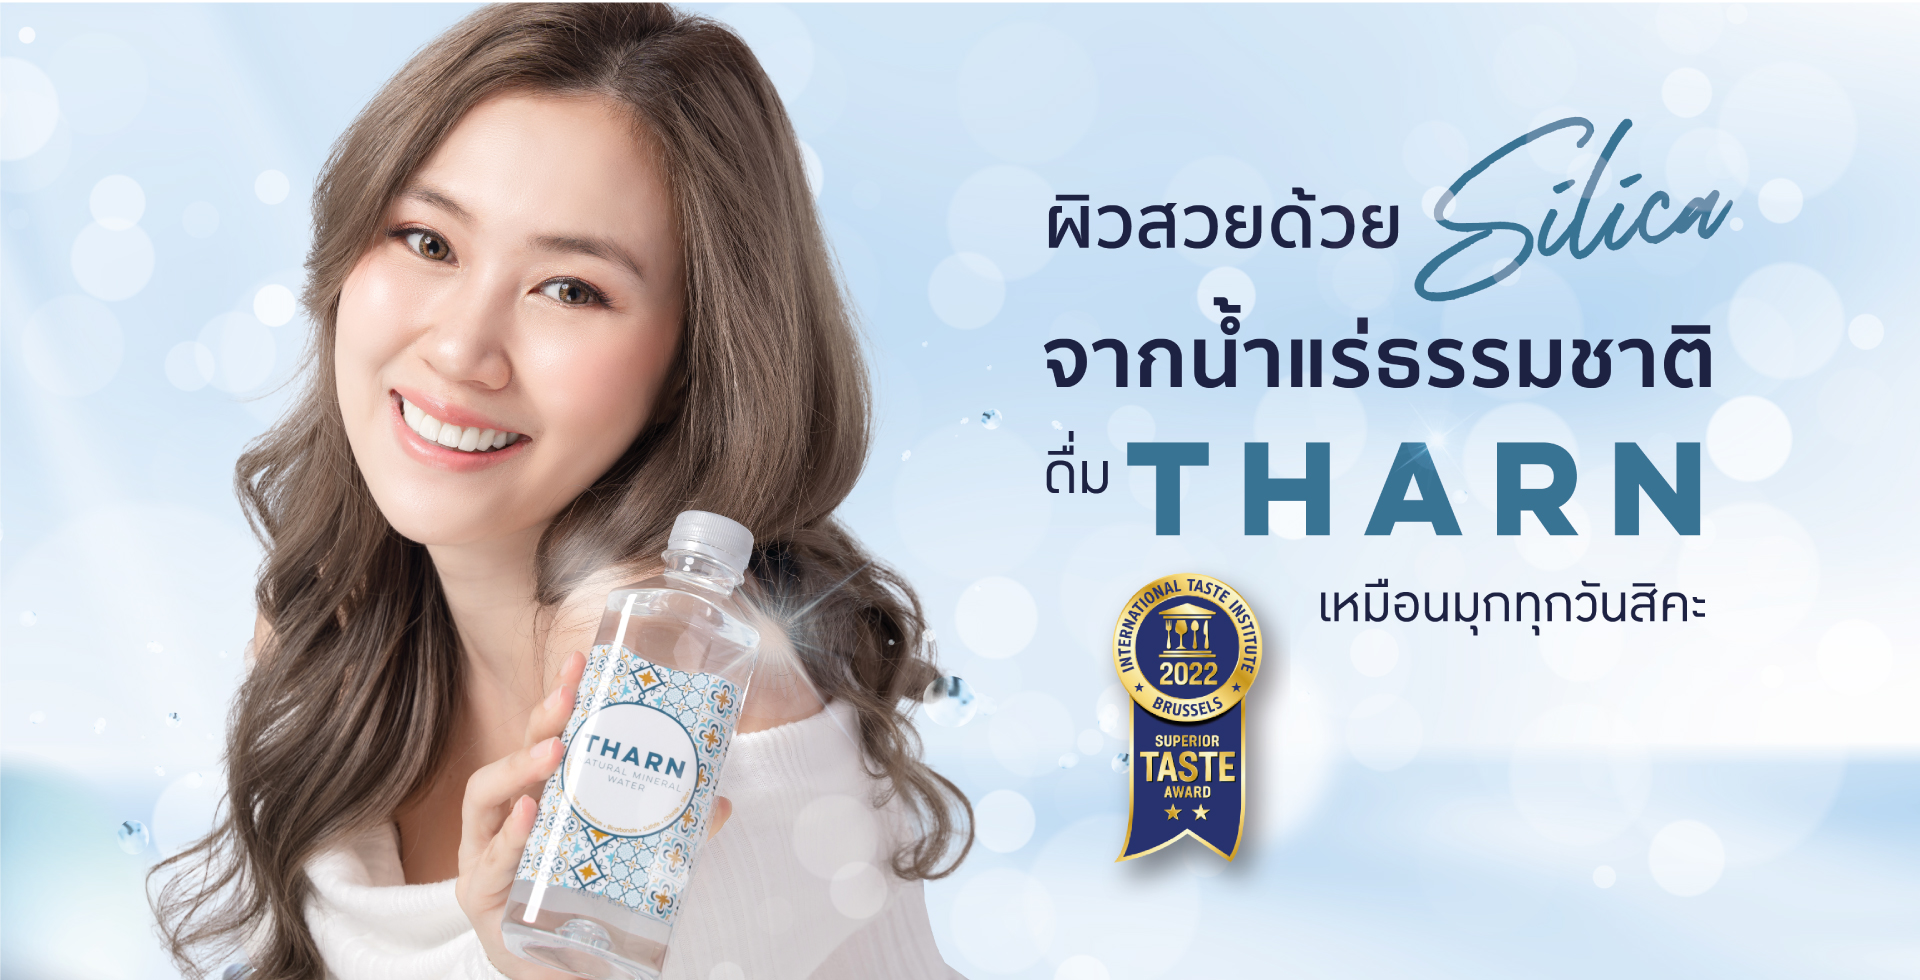 ผิวสวยด้วย Silica
จากน้ำแร่ธรรมชาติ
ดื่ม THARN
เหมือนมุกทุกวันสิคะ
INTERNATIONAL TASTE INSTITUTE
2022
BRUSSELS
SUPERIOR
TASTE
AWARD
THARN
NATURAL MINERAL
WATER